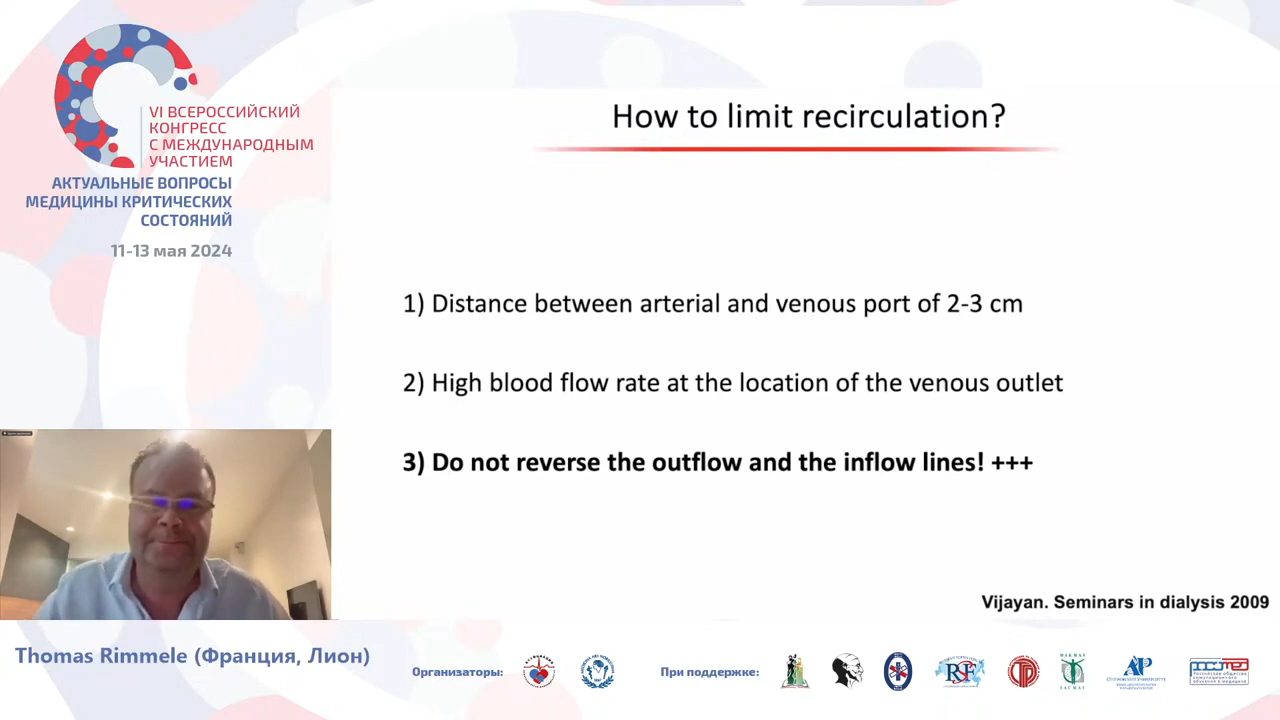 VI ВСЕРОССИЙСКИЙ
КОНГРЕСС
С МЕЖДУНАРОДНЫМ
УЧАСТИЕМ
АКТУАЛЬНЫЕ ВОПРОСЫ
МЕДИЦИНЫ КРИТИЧЕСКИХ
СОСТОЯНИЙ
11-13 мая 2024
How to limit recirculation?
1) Distance between arterial and venous port of 2-3 cm
2) High blood flow rate at the location of the venous outlet
3) Do not reverse the outflow and the inflow lines! +++
Vijayan. Seminars in dialysis 2009
Thomas Rimmele (Франция, Лион)
Организаторы:
При поддержке: